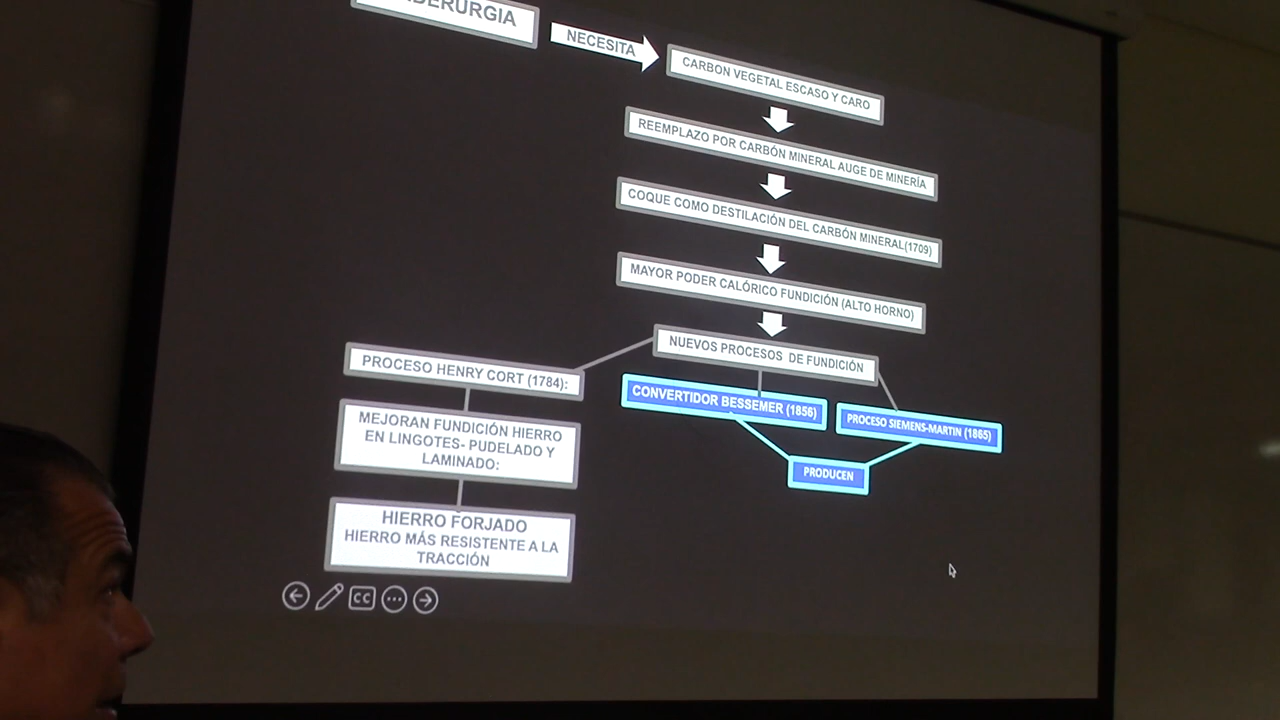 NECESITA
CARBON VEGETAL ESCASO Y CARO
REEMPLAZO POR CARBÓN MINERAL AUGE DE MINERÍA
COQUE COMO DESTILACIÓN DEL CARBÓN MINERAL(1709)
MAYOR PODER CALÓRICO FUNDICIÓN (ALTO HORNO)
NUEVOS PROCESOS DE FUNDICIÓN
PROCESO HENRY CORT (1784):
MEJORAN FUNDICIÓN HIERRO
EN LINGOTES- PUDELADO Y
LAMINADO:
HIERRO FORJADO
HIERRO MÁS RESISTENTE A LA
TRACCIÓN
CONVERTIDOR BESSEMER (1856)
PROCESO SIEMENS-MARTIN (1865)
PRODUCEN
CC